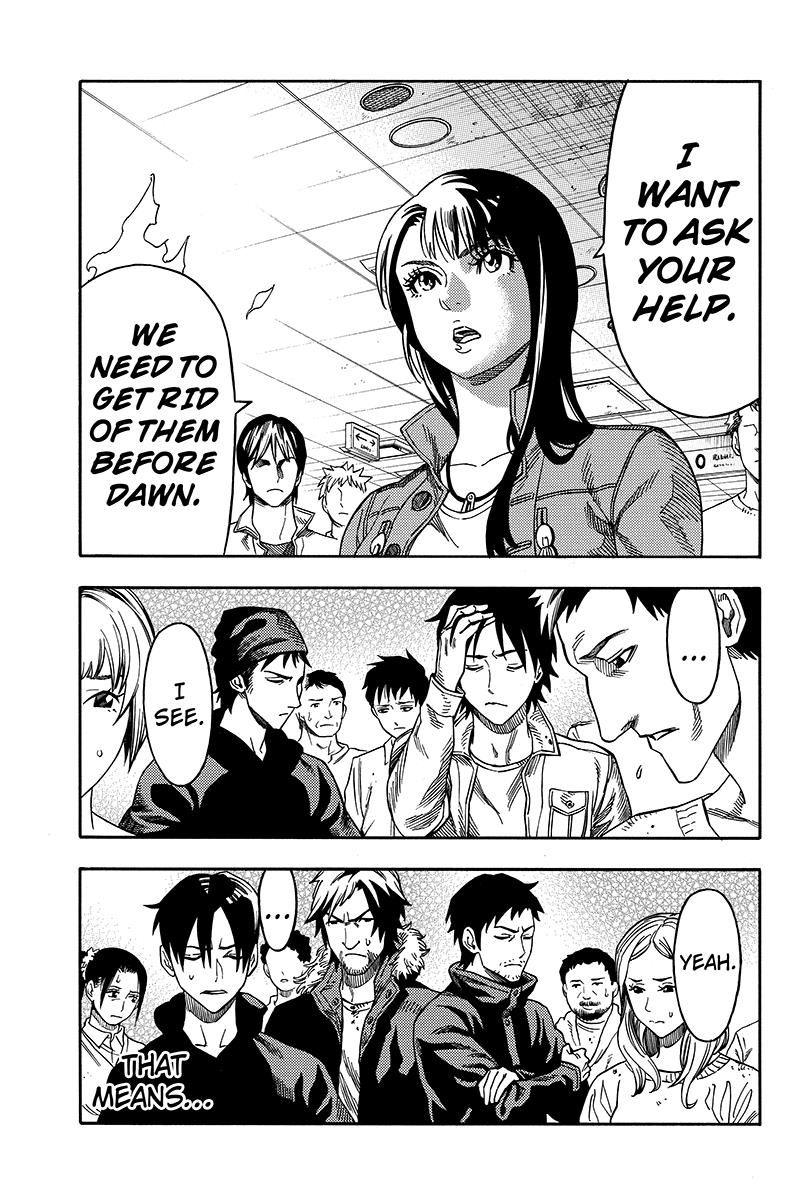 I
WANT
TO ASK
YOUR
HELP.
WE
NEED TO
GET RID
OF THEM
BEFORE
DAWN.
...
I
SEE.
YEAH.
...
THAT
MEANS...